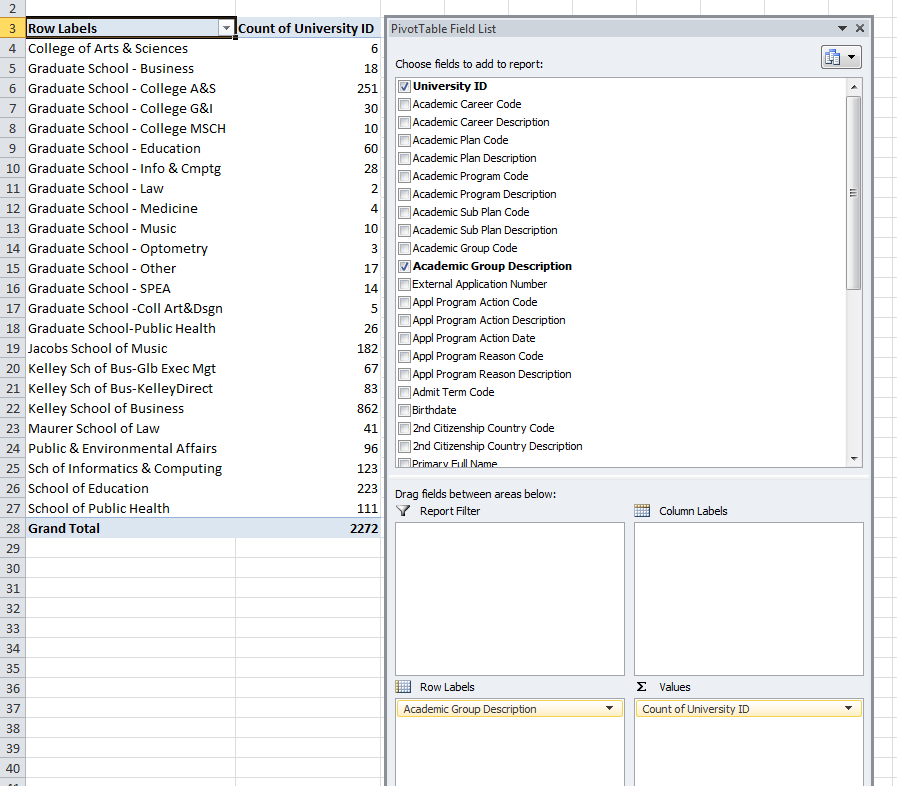 2
3 Row Labels Count of University ID
4 College of Arts & Sciences 6
5 Graduate School - Business 18
6 Graduate School - College A&S 251
7 Graduate School - College G&I 30
8 Graduate School - College MSCH 10
9 Graduate School - Education 60
10 Graduate School - Info & Cmptg 28
11 Graduate School - Law 2
12 Graduate School - Medicine 4
13 Graduate School - Music 10
14 Graduate School - Optometry 3
15 Graduate School - Other 17
16 Graduate School - SPEA 14
17 Graduate School -Coll Art&Dsgn 5
18 Graduate School-Public Health 26
19 Jacobs School of Music 182
20 Kelley Sch of Bus-Glb Exec Mgt 67
21 Kelley Sch of Bus-KelleyDirect 83
22 Kelley School of Business 862
23 Maurer School of Law 41
24 Public & Environmental Affairs 96
25 Sch of Informatics & Computing 123
26 School of Education 223
27 School of Public Health 111
28 Grand Total 2272
29
30
31
32
33
34
35
36
37
38
39
40
PivotTable Field List
Choose fields to add to report:
University ID
Academic Career Code
Academic Career Description
Academic Plan Code
Academic Plan Description
Academic Program Code
Academic Program Description
Academic Sub Plan Code
Academic Sub Plan Description
Academic Group Code
Academic Group Description
External Application Number
Appl Program Action Code
Appl Program Action Description
Appl Program Action Date
Appl Program Reason Code
Appl Program Reason Description
Admit Term Code
Birthdate
2nd Citizenship Country Code
2nd Citizenship Country Description
Primary Full Name
Drag fields between areas below:
Report Filter
Column Labels
Row Labels
Σ Values
Academic Group Description
Count of University ID